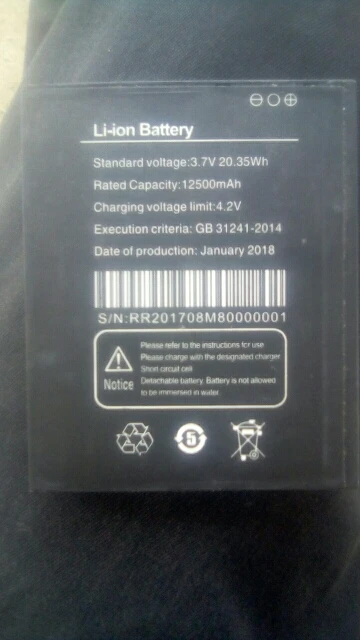 ⊖○⊕
Li-ion Battery
Standard voltage:3.7V 20.35Wh
Rated Capacity:12500mAh
Charging voltage limit:4.2V
Execution criteria: GB 31241-2014
Date of production: January 2018
S/N:RR201708M80000001
Please refer to the instructions for use
Please charge with the designated charger
Short circuit cell
Detachable battery. Battery is not allowed
to be immersed in water.
Notice
5